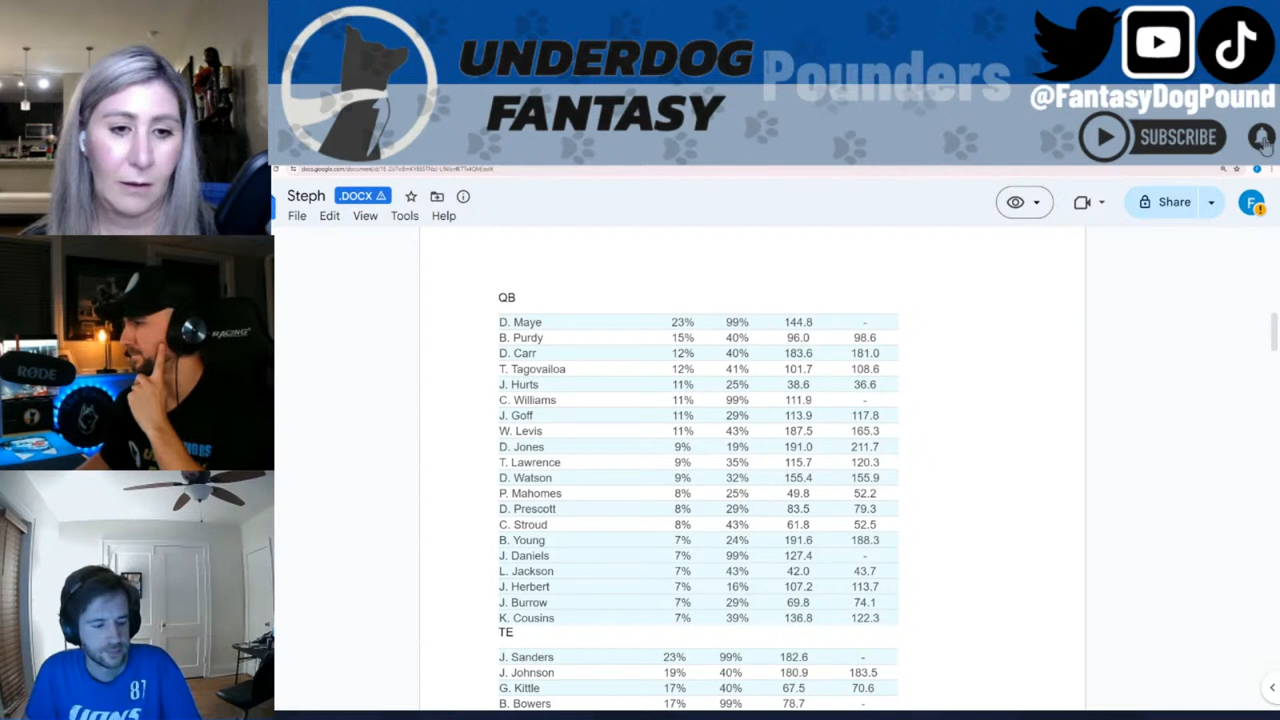 UNDERDOG
FANTASY
Pounders
@FantasyDogPound
SUBSCRIBE
Steph .DOCX
File Edit View Tools Help
Share
F
QB
D. Maye 23% 99% 144.8 -
B. Purdy 15% 40% 96.0 98.6
D. Carr 12% 40% 183.6 181.0
T. Tagovailoa 12% 41% 101.7 108.6
J. Hurts 11% 25% 38.6 36.6
C. Williams 11% 99% 111.9 -
J. Goff 11% 29% 113.9 117.8
W. Levis 11% 43% 187.5 165.3
D. Jones 9% 19% 191.0 211.7
T. Lawrence 9% 35% 115.7 120.3
D. Watson 9% 32% 155.4 155.9
P. Mahomes 8% 25% 49.8 52.2
D. Prescott 8% 29% 83.5 79.3
C. Stroud 8% 43% 61.8 52.5
B. Young 7% 24% 191.6 188.3
J. Daniels 7% 99% 127.4 -
L. Jackson 7% 43% 42.0 43.7
J. Herbert 7% 16% 107.2 113.7
J. Burrow 7% 29% 69.8 74.1
K. Cousins 7% 39% 136.8 122.3
TE
J. Sanders 23% 99% 182.6 -
J. Johnson 19% 40% 180.9 183.5
G. Kittle 17% 40% 67.5 70.6
B. Bowers 17% 99% 78.7 -
RØDE
RACING
87
LIONS